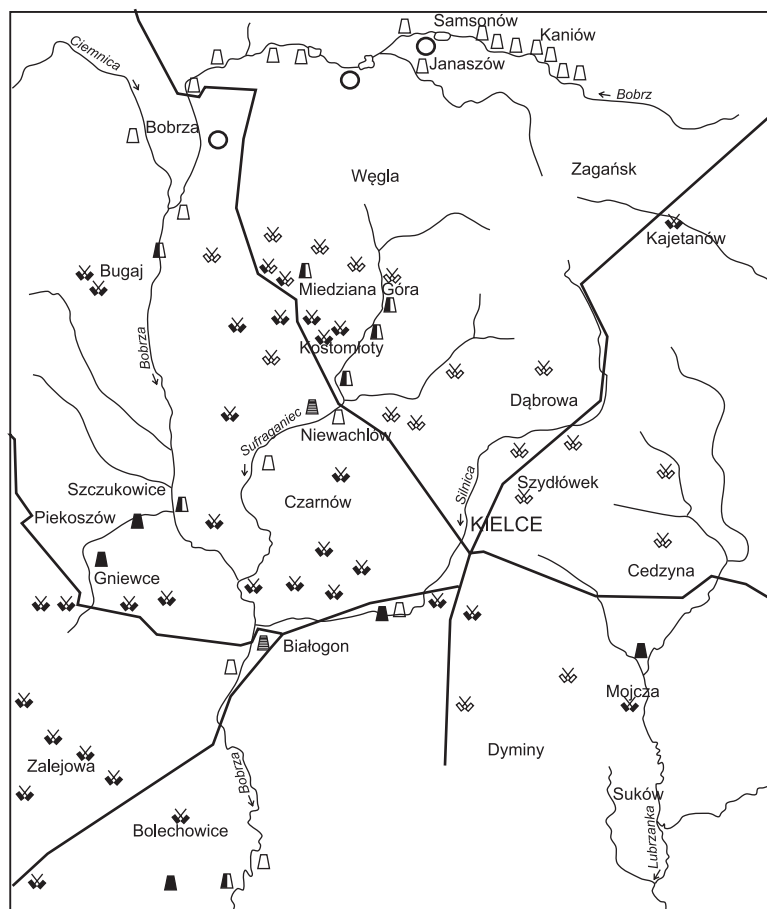 Samsonów
Ciemnica
Kaniów
Janaszów
Bobrz
Bobrza
Węgla
Zagańsk
Kajetanów
Bugaj
Miedziana Góra
Bobrza
Kostomłoty
Dąbrowa
Sufraganiec
Niewachlów
Szczukowice
Czarnów
Silnica
Szydłówek
Piekoszów
KIELCE
Gniewce
Cedzyna
Białogon
Mojcza
Zalejowa
Bobrza
Dyminy
Suków
Bolechowice
Lubrzanka